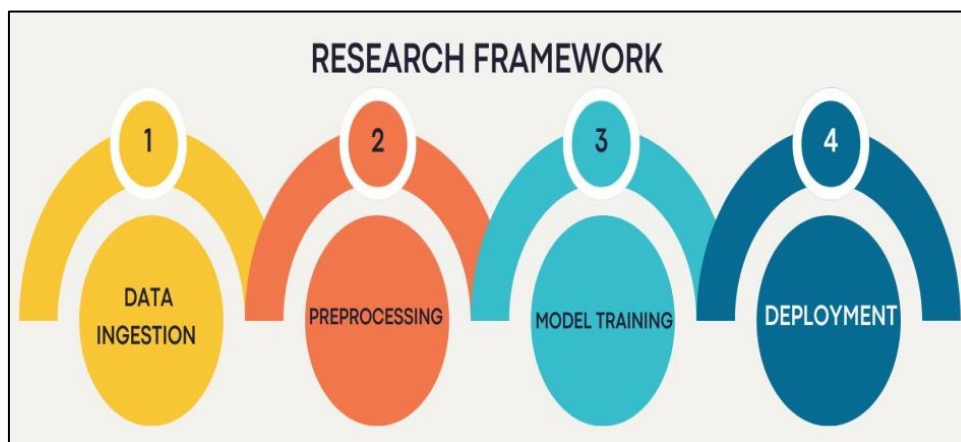 RESEARCH FRAMEWORK
1
2
3
4
DATA
INGESTION
PREPROCESSING
MODEL TRAINING
DEPLOYMENT